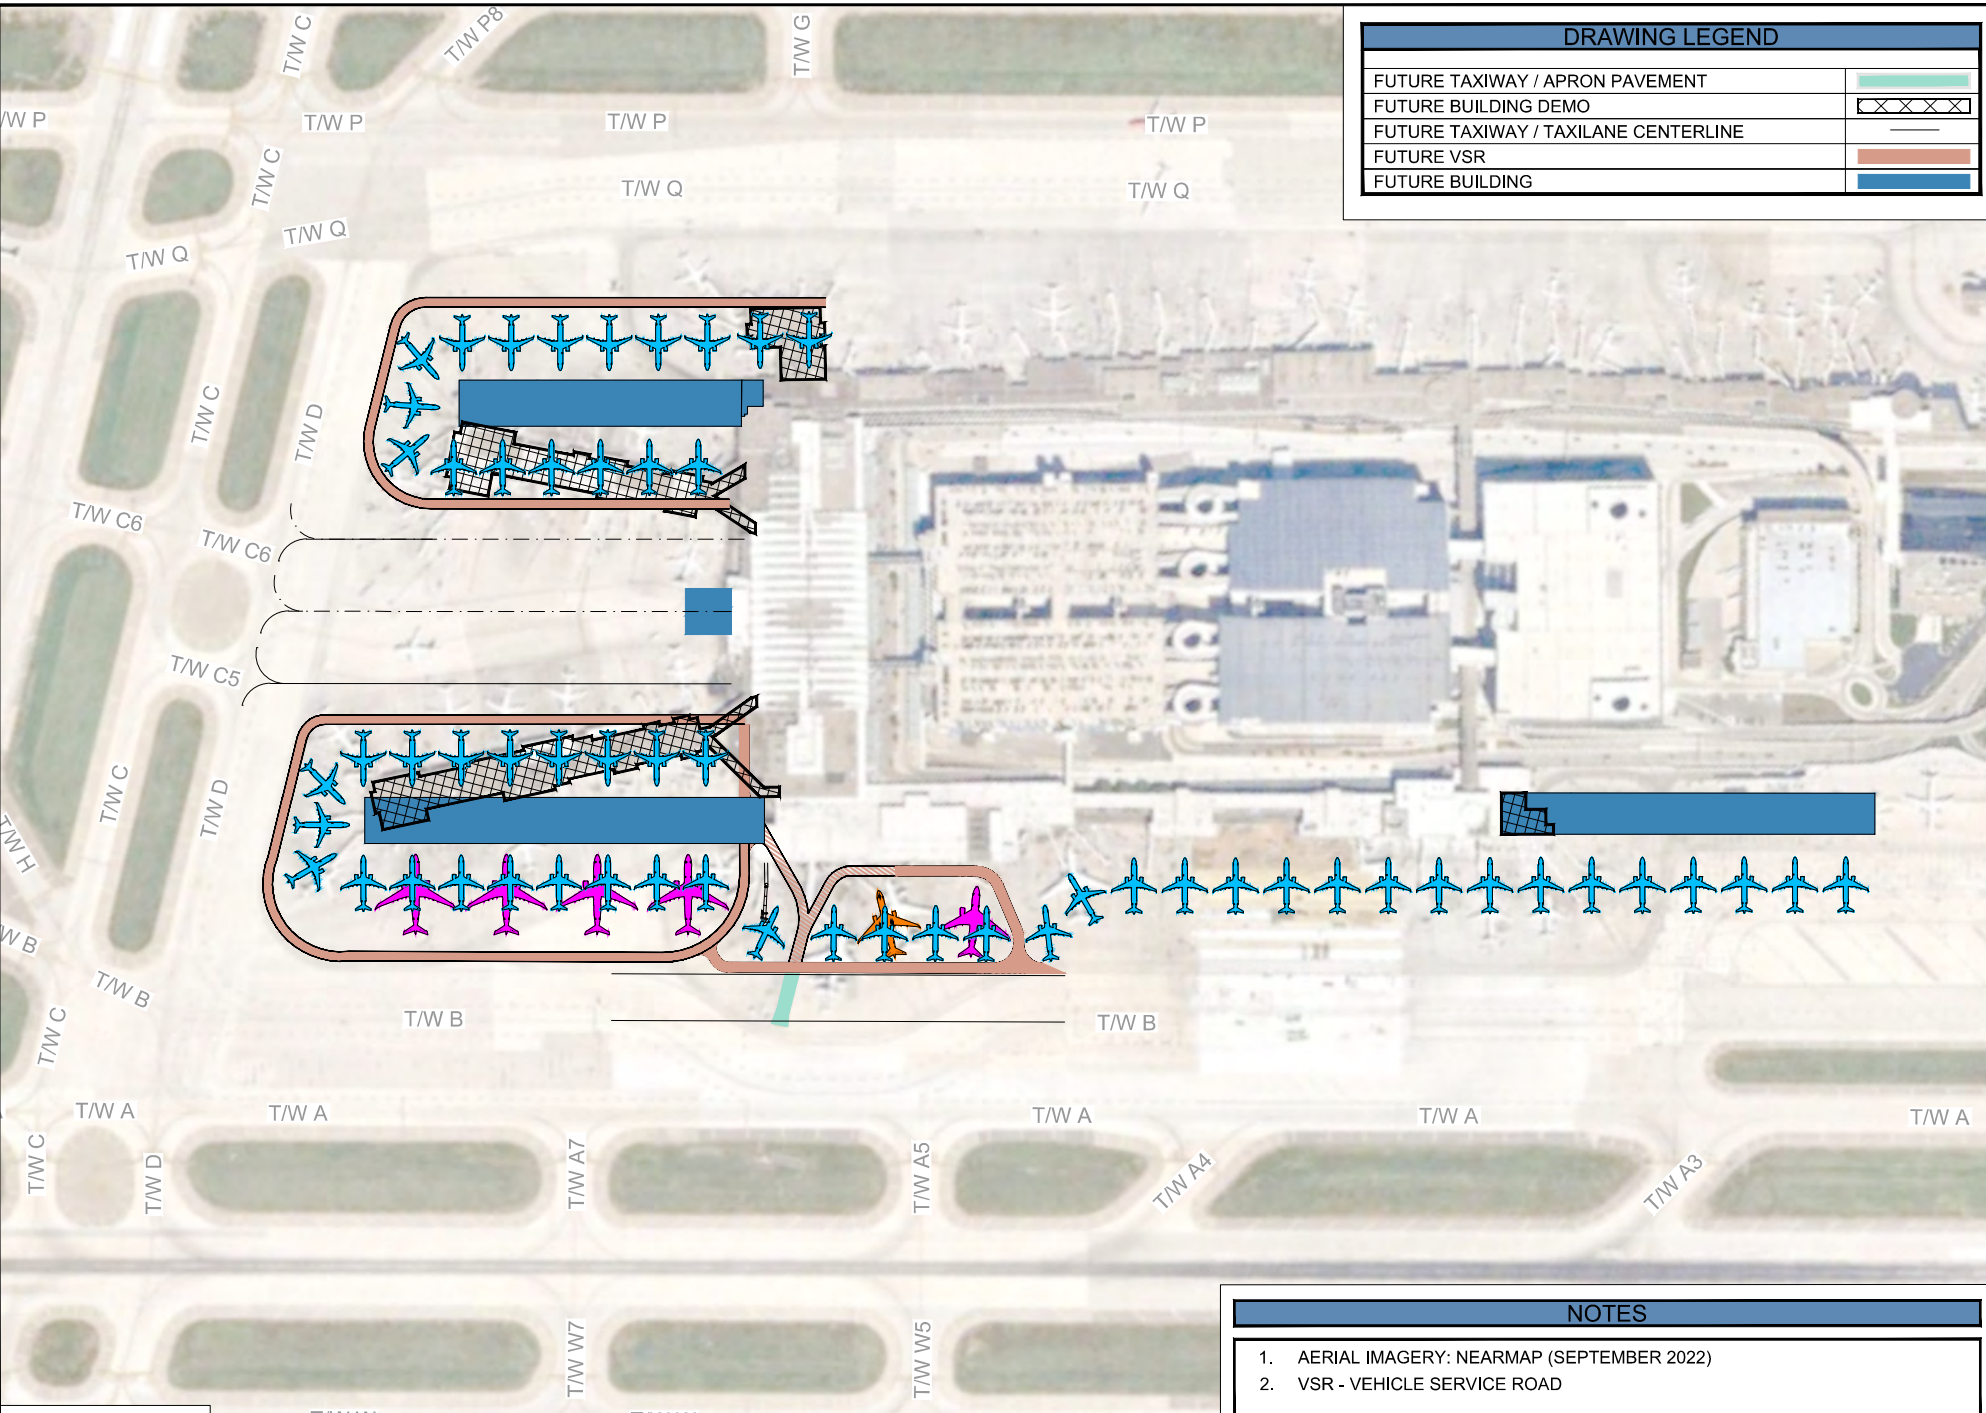 T/W C
T/W P8
T/W G
DRAWING LEGEND
FUTURE TAXIWAY / APRON PAVEMENT
FUTURE BUILDING DEMO
FUTURE TAXIWAY / TAXILANE CENTERLINE
FUTURE VSR
FUTURE BUILDING
/W P
T/W P
T/W P
T/W P
T/W C
T/W Q
T/W Q
T/W Q
T/W Q
T/W C
T/W D
T/W C6
T/W C6
T/W C5
T/W C
T/W D
T/W H
W B
T/W B
T/W C
T/W B
T/W B
T/W A
T/W A
T/W A
T/W A
T/W A
T/W C
T/W D
T/W A7
T/W A5
T/W A4
T/W A3
T/W W7
T/W W5
NOTES
1. AERIAL IMAGERY: NEARMAP (SEPTEMBER 2022)
2. VSR - VEHICLE SERVICE ROAD